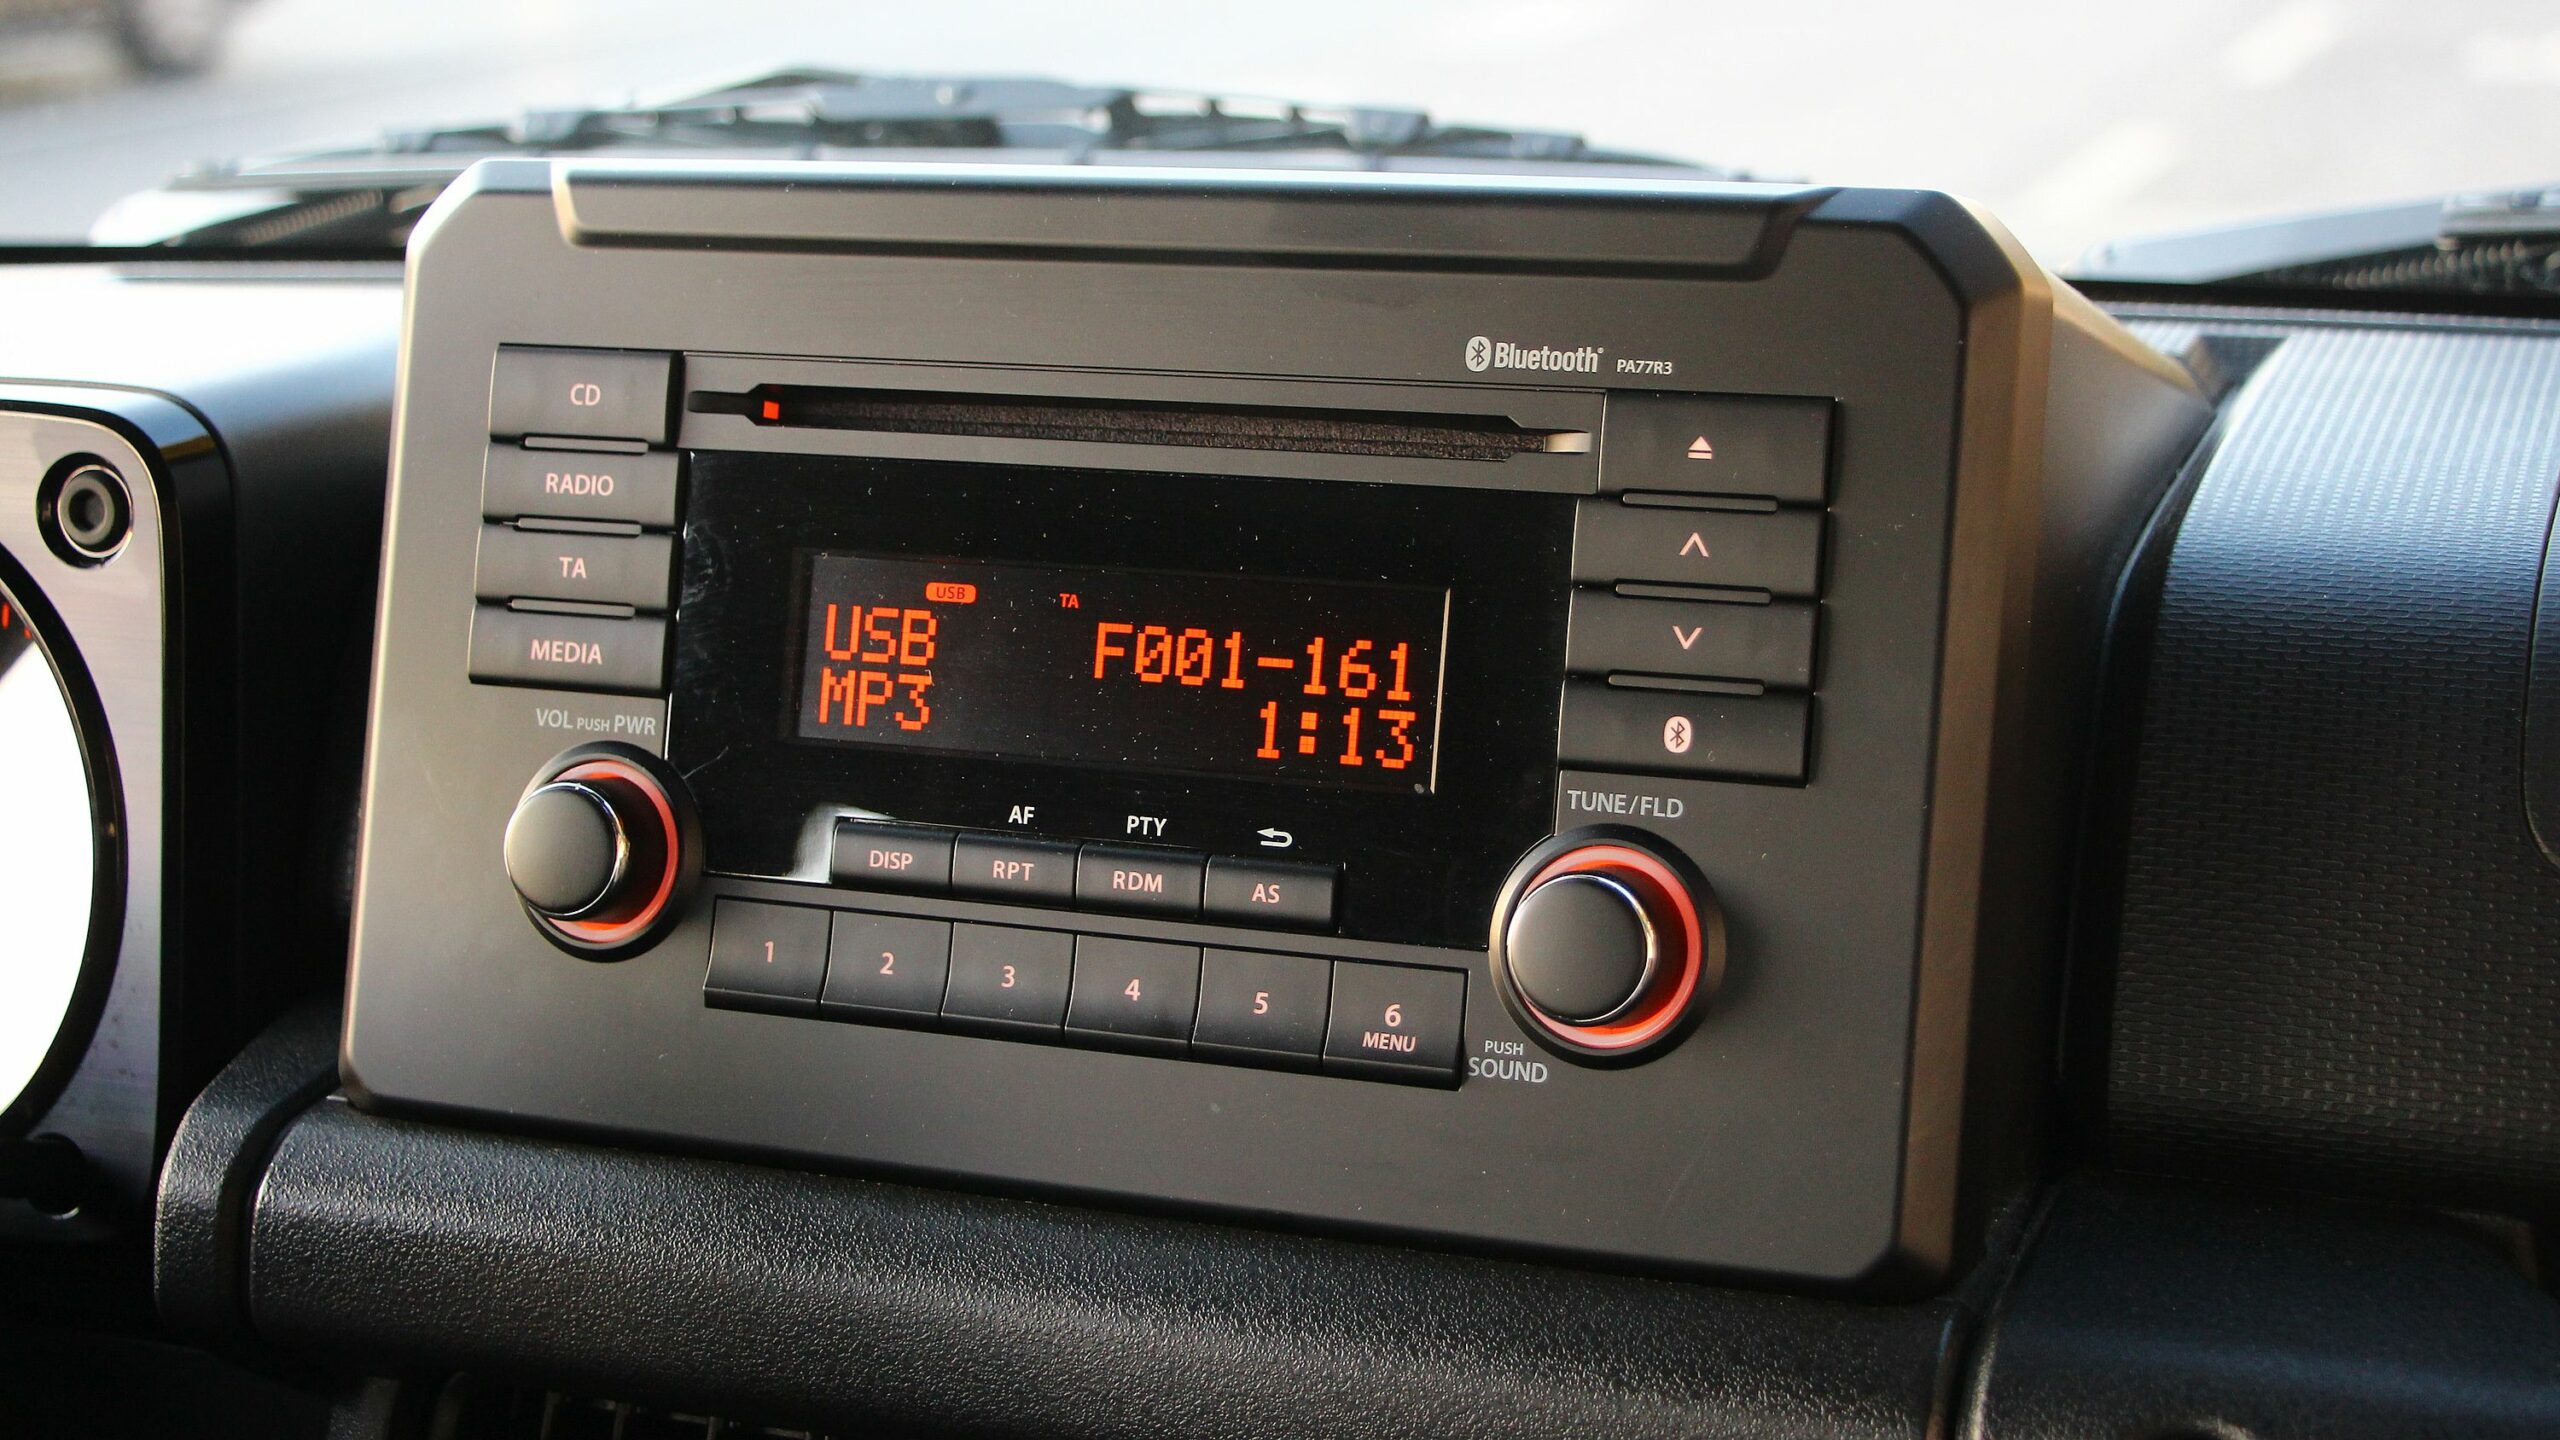 Bluetooth® PA77R3
CD
RADIO
TA
MEDIA
VOL PUSH PWR
USB TA
USB F001-161
MP3 1:13
TUNE/FLD
AF PTY
DISP RPT RDM AS
1 2 3 4 5 6
MENU
PUSH
SOUND